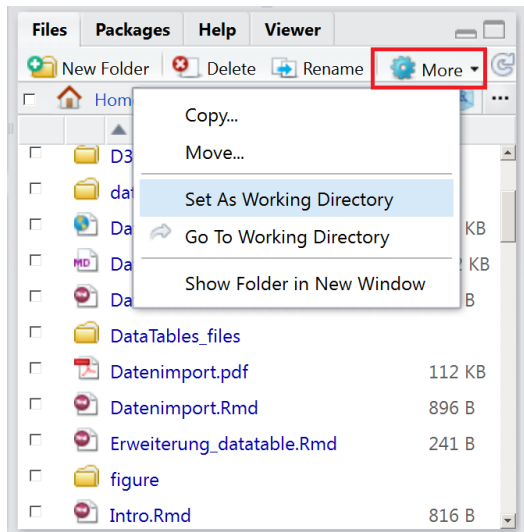 Files Packages Help Viewer
New Folder Delete Rename More
Hom ...
Copy...
Move...
Set As Working Directory
Go To Working Directory
Show Folder in New Window
D3
dat
Da KB
MD Da KB
Da B
DataTables_files
Datenimport.pdf 112 KB
Datenimport.Rmd 896 B
Erweiterung_datatable.Rmd 241 B
figure
Intro.Rmd 816 B